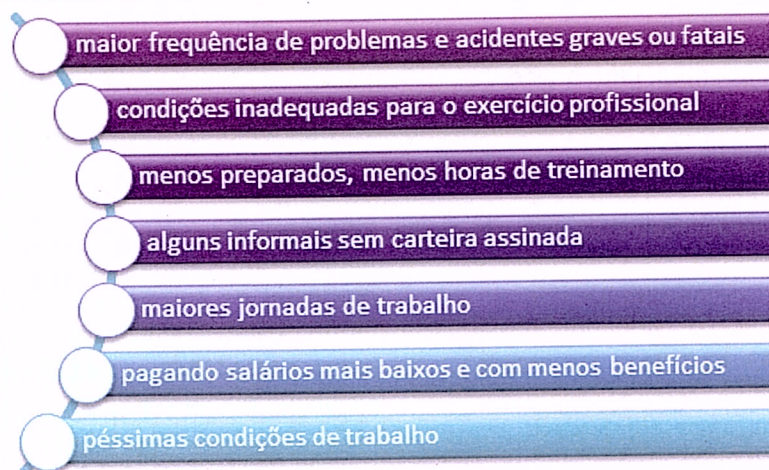 maior frequência de problemas e acidentes graves ou fatais
condições inadequadas para o exercício profissional
menos preparados, menos horas de treinamento
alguns informais sem carteira assinada
maiores jornadas de trabalho
pagando salários mais baixos e com menos benefícios
péssimas condições de trabalho